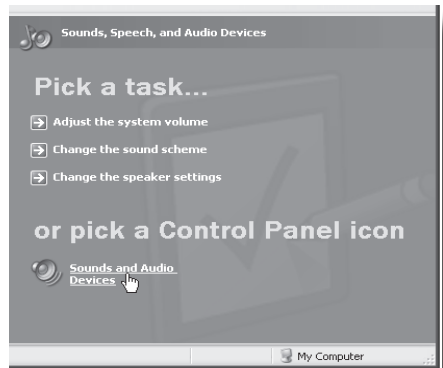 Sounds, Speech, and Audio Devices
Pick a task...
Adjust the system volume
Change the sound scheme
Change the speaker settings
or pick a Control Panel icon
Sounds and Audio
Devices
My Computer